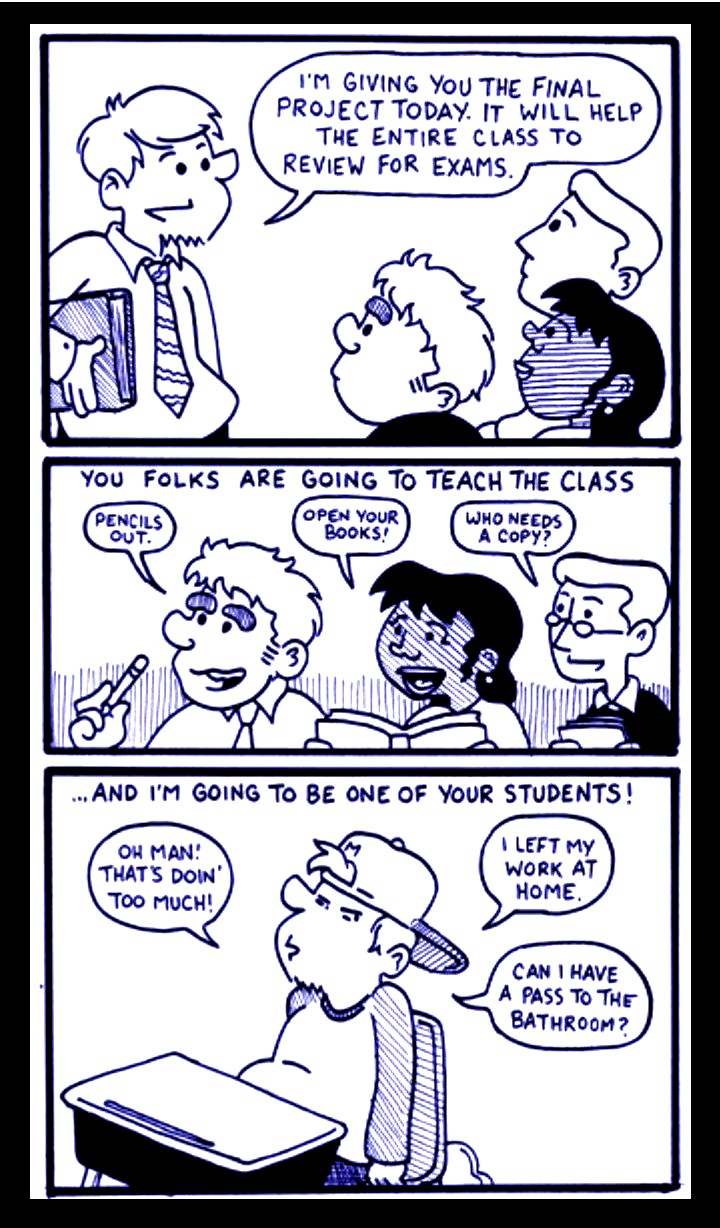 I'M GIVING YOU THE FINAL
PROJECT TODAY. IT WILL HELP
THE ENTIRE CLASS TO
REVIEW FOR EXAMS.
YOU FOLKS ARE GOING TO TEACH THE CLASS
PENCILS
OUT.
OPEN YOUR
BOOKS!
WHO NEEDS
A COPY?
...AND I'M GOING TO BE ONE OF YOUR STUDENTS!
OH MAN!
THAT'S DOIN'
TOO MUCH!
I LEFT MY
WORK AT
HOME.
CAN I HAVE
A PASS TO THE
BATHROOM?